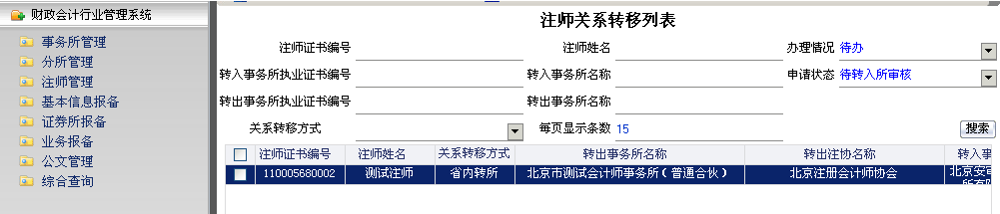 财政会计行业管理系统
事务所管理
分所管理
注师管理
基本信息报备
证券所报备
业务报备
公文管理
综合查询
注师关系转移列表
注师证书编号 注师姓名 办理情况 待办
转入事务所执业证书编号 转入事务所名称 申请状态 待转入所审核
转出事务所执业证书编号 转出事务所名称
关系转移方式 每页显示条数 15 搜索
注师证书编号 注师姓名 关系转移方式 转出事务所名称 转出注协名称 转入事
110005680002 测试注师 省内转所 北京市测试会计师事务所（普通合伙） 北京注册会计师协会 北京安审